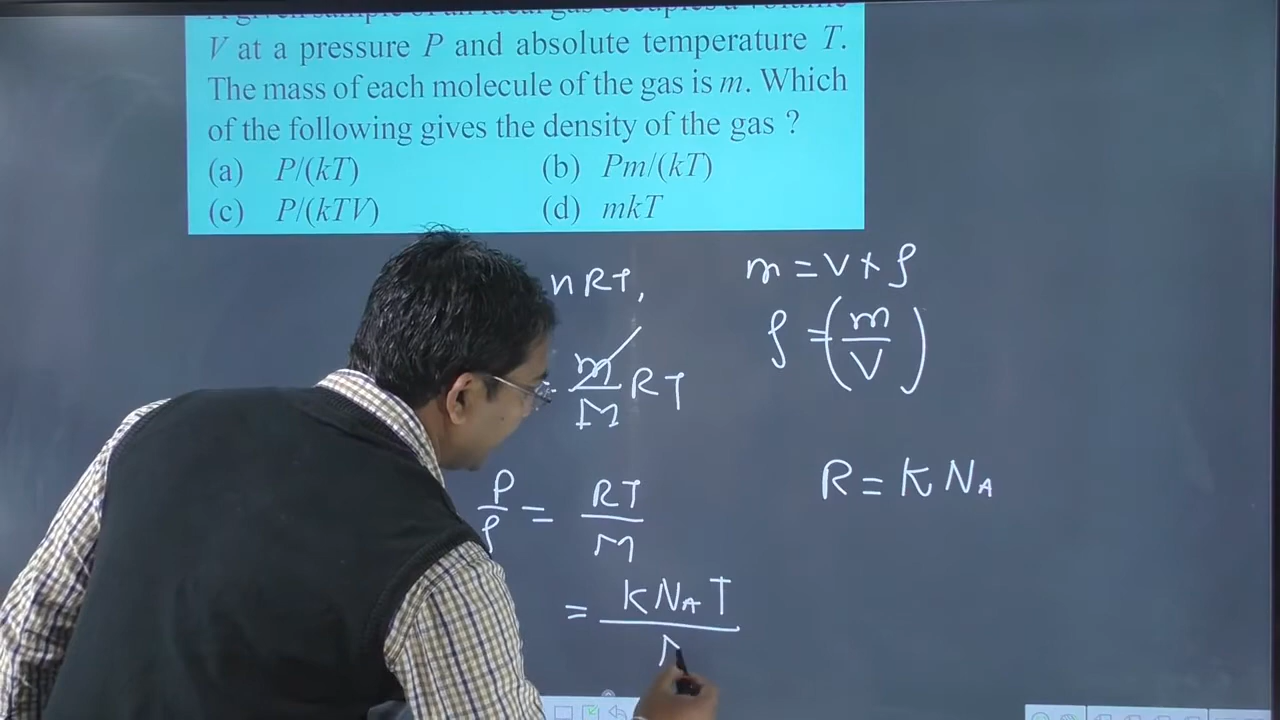 V at a pressure P and absolute temperature T.
The mass of each molecule of the gas is m. Which
of the following gives the density of the gas ?
(a) P/(kT) (b) Pm/(kT)
(c) P/(kTV) (d) mkT
nRT,
m = V × ρ
ρ = (m/V)
= m/M RT
R = K N_A
P/ρ = RT/M
= K N_A T / M